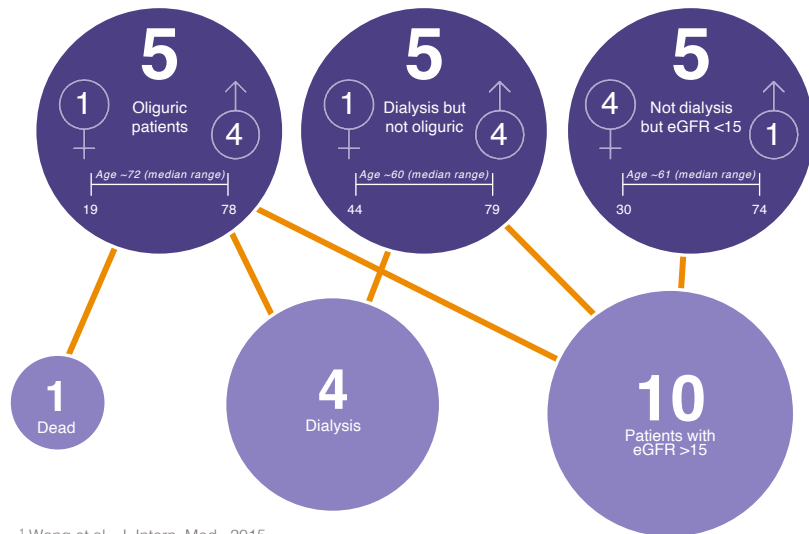 5
Oliguric
patients
1
4
Age ~72 (median range)
19
78
5
Dialysis but
not oliguric
1
4
Age ~60 (median range)
44
79
5
Not dialysis
but eGFR <15
4
1
Age ~61 (median range)
30
74
1
Dead
4
Dialysis
10
Patients with
eGFR >15